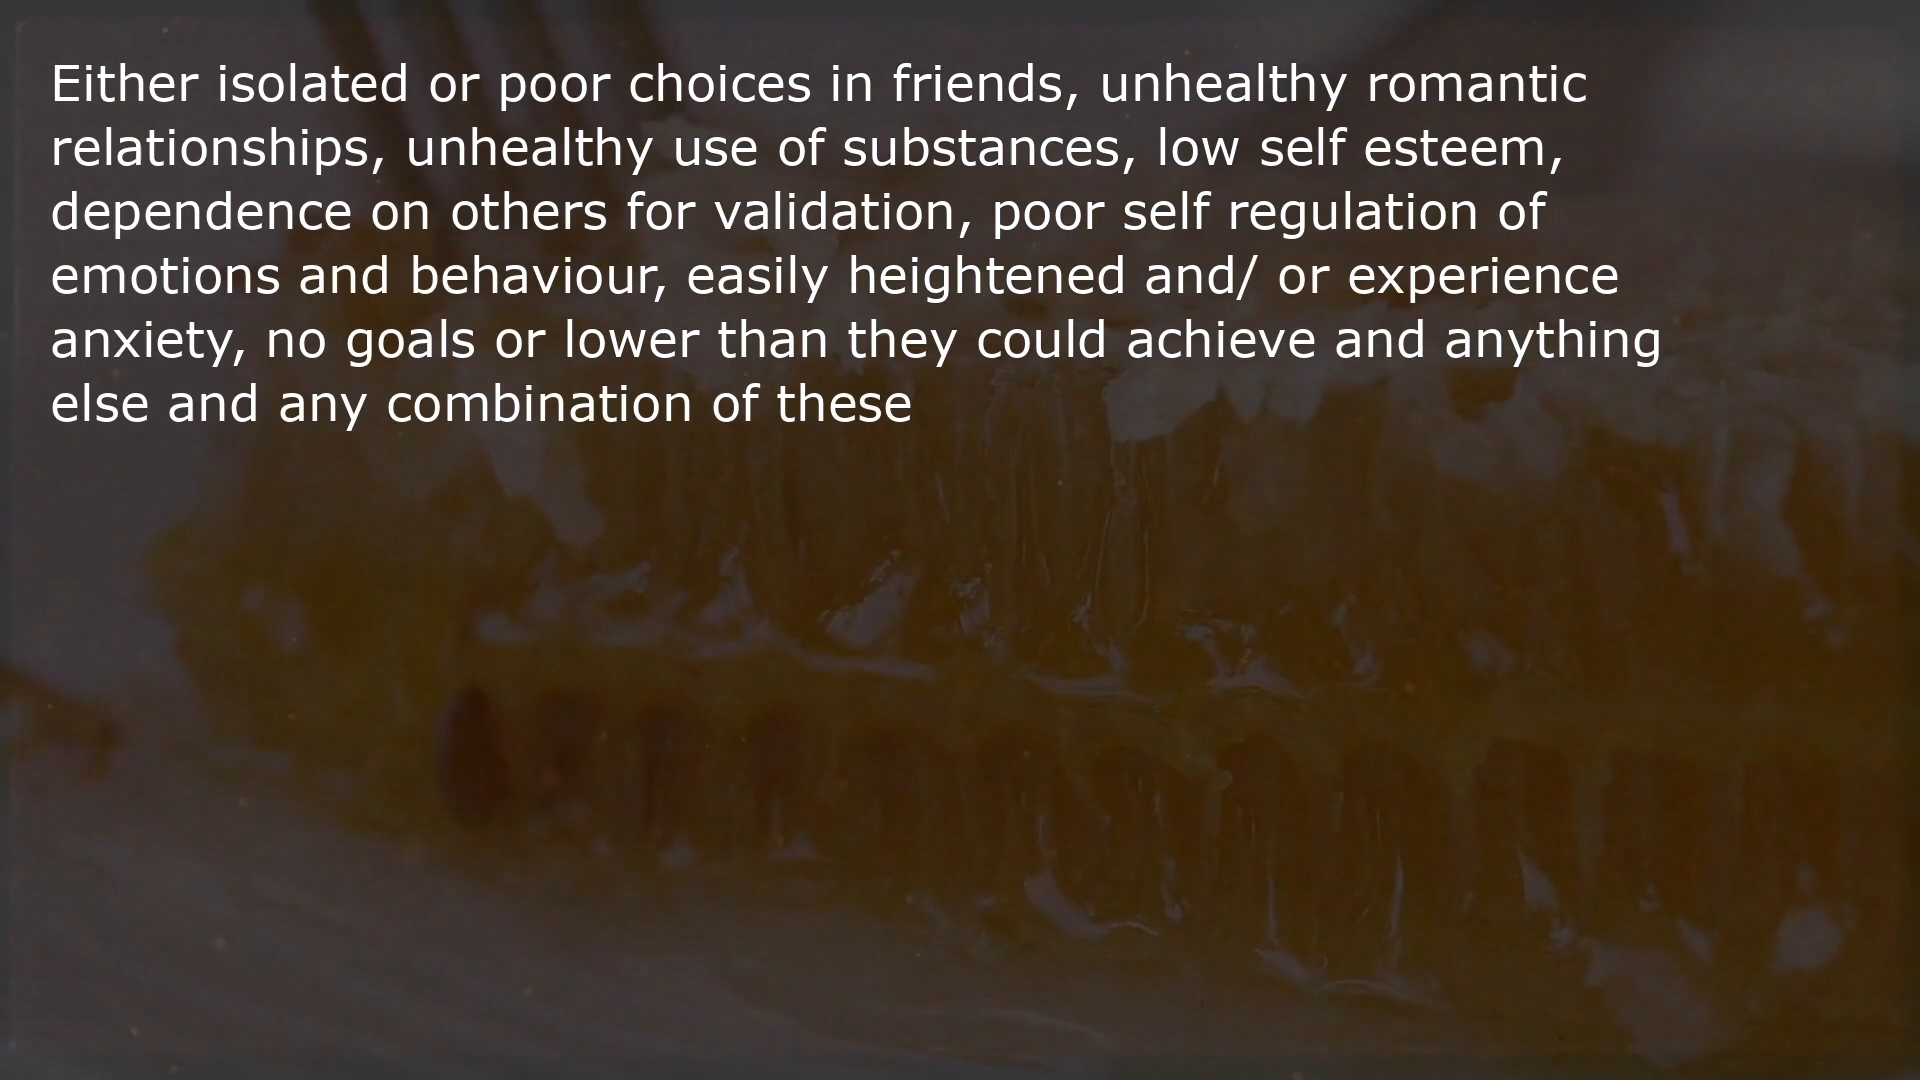 Either isolated or poor choices in friends, unhealthy romantic
relationships, unhealthy use of substances, low self esteem,
dependence on others for validation, poor self regulation of
emotions and behaviour, easily heightened and/ or experience
anxiety, no goals or lower than they could achieve and anything
else and any combination of these